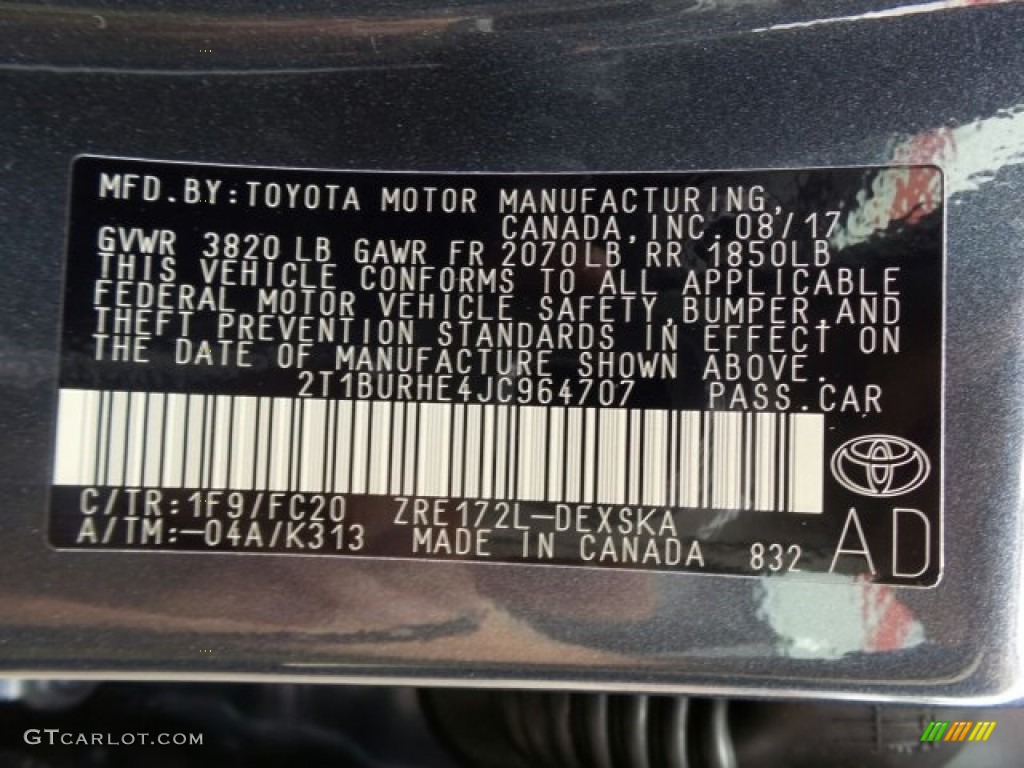 MFD.BY:TOYOTA MOTOR MANUFACTURING,
CANADA,INC.08/17
GVWR 3820 LB GAWR FR 2070LB RR 1850LB
THIS VEHICLE CONFORMS TO ALL APPLICABLE
FEDERAL MOTOR VEHICLE SAFETY,BUMPER,AND
THEFT PREVENTION STANDARDS IN EFFECT ON
THE DATE OF MANUFACTURE SHOWN ABOVE.
2T1BURHE4JC964707 PASS.CAR
C/TR:1F9/FC20 ZRE172L-DEXSKA
A/TM:-04A/K313 MADE IN CANADA 832
AD
GTCARLOT.COM